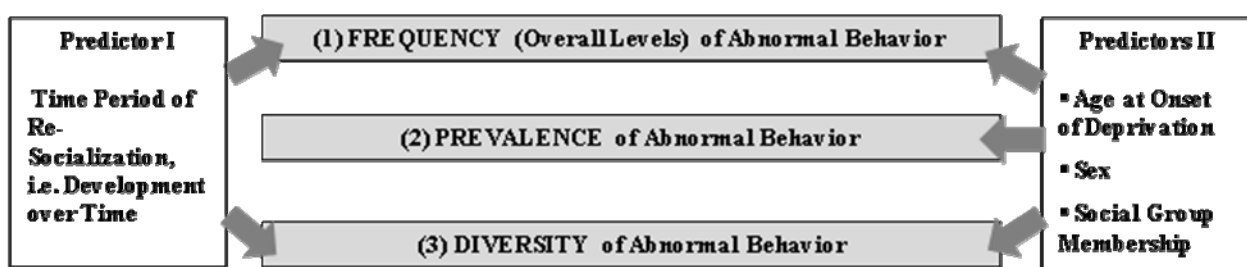 Predictor I
Time Period of
Re-
Socialization,
i.e. Development
over Time
(1) FREQUENCY (Overall Levels) of Abnormal Behavior
(2) PREVALENCE of Abnormal Behavior
(3) DIVERSITY of Abnormal Behavior
Predictors II
▪ Age at Onset
of Deprivation
▪ Sex
▪ Social Group
Membership